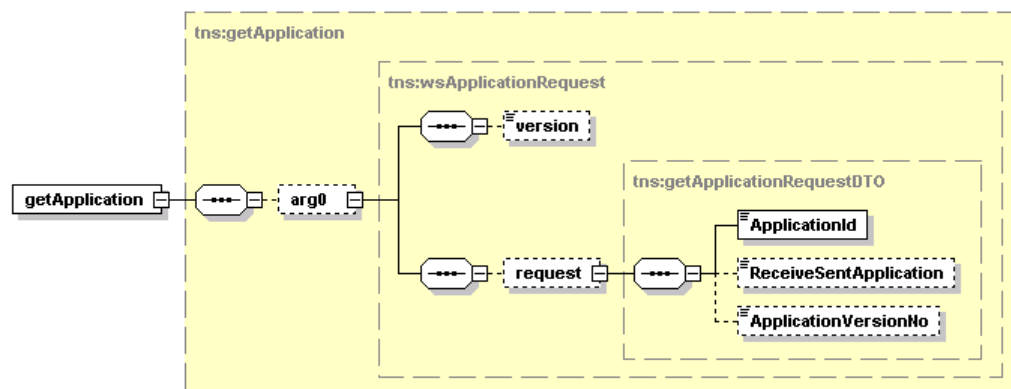 tns:getApplication
tns:wsApplicationRequest
version
tns:getApplicationRequestDTO
getApplication
arg0
ApplicationId
request
ReceiveSentApplication
ApplicationVersionNo